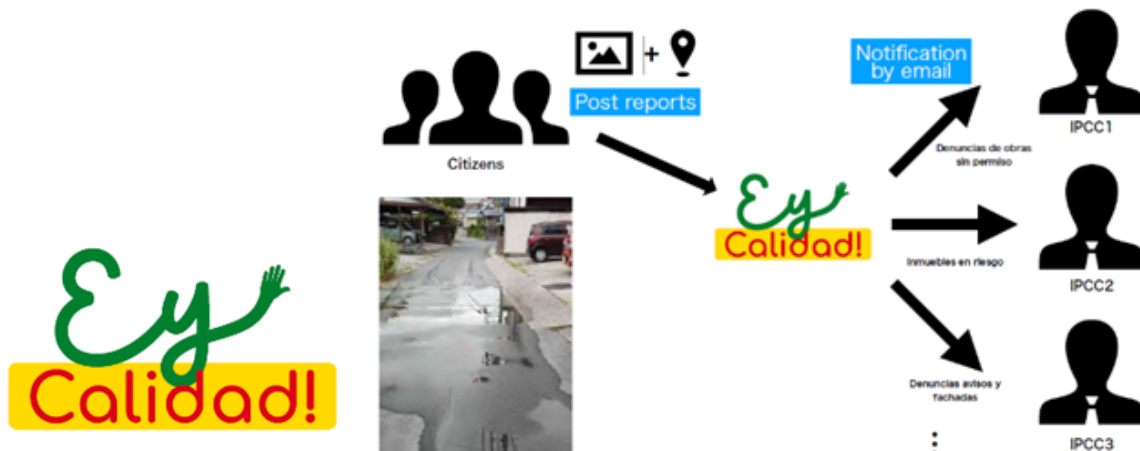 Ey
Calidad!
+
Post reports
Citizens
Ey
Calidad!
Notification
by email
Denuncias de obras
sin permiso
Inmuebles en riesgo
Denuncias avisos y
fachadas
IPCC1
IPCC2
IPCC3